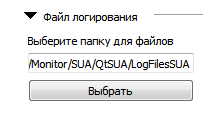 Файл логирования
Выберите папку для файлов
/Monitor/SUA/QtSUA/LogFilesSUA
Выбрать